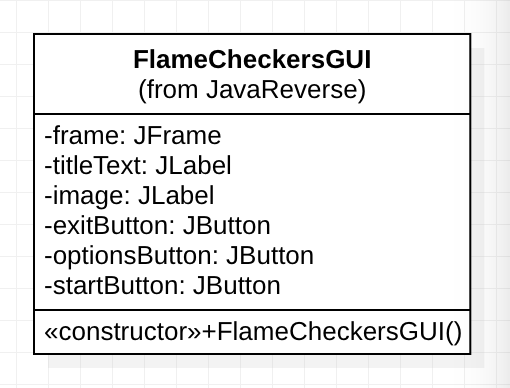 FlameCheckersGUI
(from JavaReverse)
-frame: JFrame
-titleText: JLabel
-image: JLabel
-exitButton: JButton
-optionsButton: JButton
-startButton: JButton
«constructor»+FlameCheckersGUI()